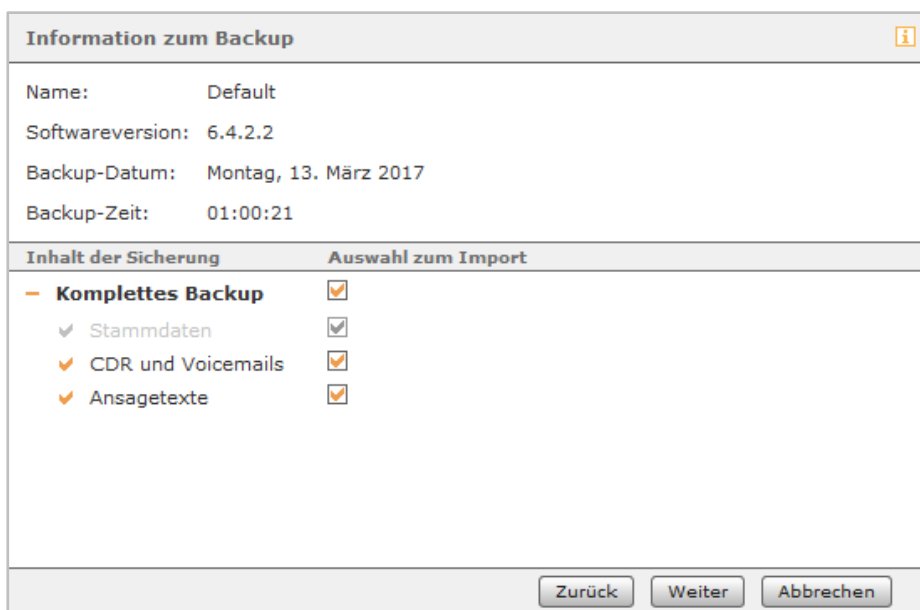 Information zum Backup
Name: Default
Softwareversion: 6.4.2.2
Backup-Datum: Montag, 13. März 2017
Backup-Zeit: 01:00:21
Inhalt der Sicherung Auswahl zum Import
Komplettes Backup
Stammdaten
CDR und Voicemails
Ansagetexte
Zurück Weiter Abbrechen